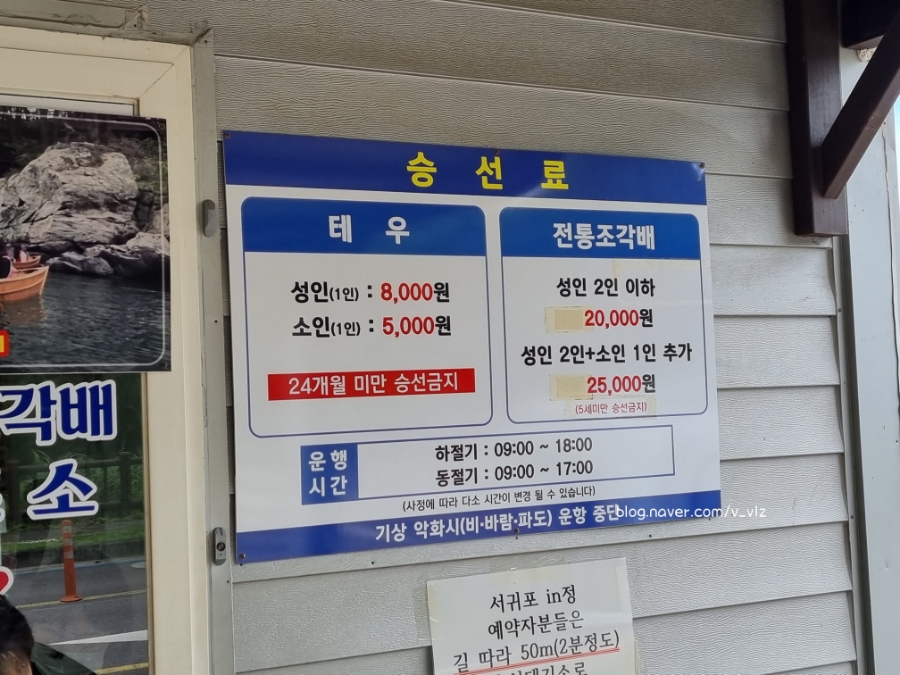 승 선 료
테 우
성인(1인) : 8,000원
소인(1인) : 5,000원
24개월 미만 승선금지
전통조각배
성인 2인 이하
20,000원
성인 2인+소인 1인 추가
25,000원
(5세미만 승선금지)
운행
시간
하절기 : 09:00 ~ 18:00
동절기 : 09:00 ~ 17:00
(사정에 따라 다소 시간이 변경 될 수 있습니다)
기상 악화시(비·바람·파도) 운항 중단
blog.naver.com/v_vlz
각배
소
서귀포 in정
예약자분들은
길 따라 50m(2분정도)